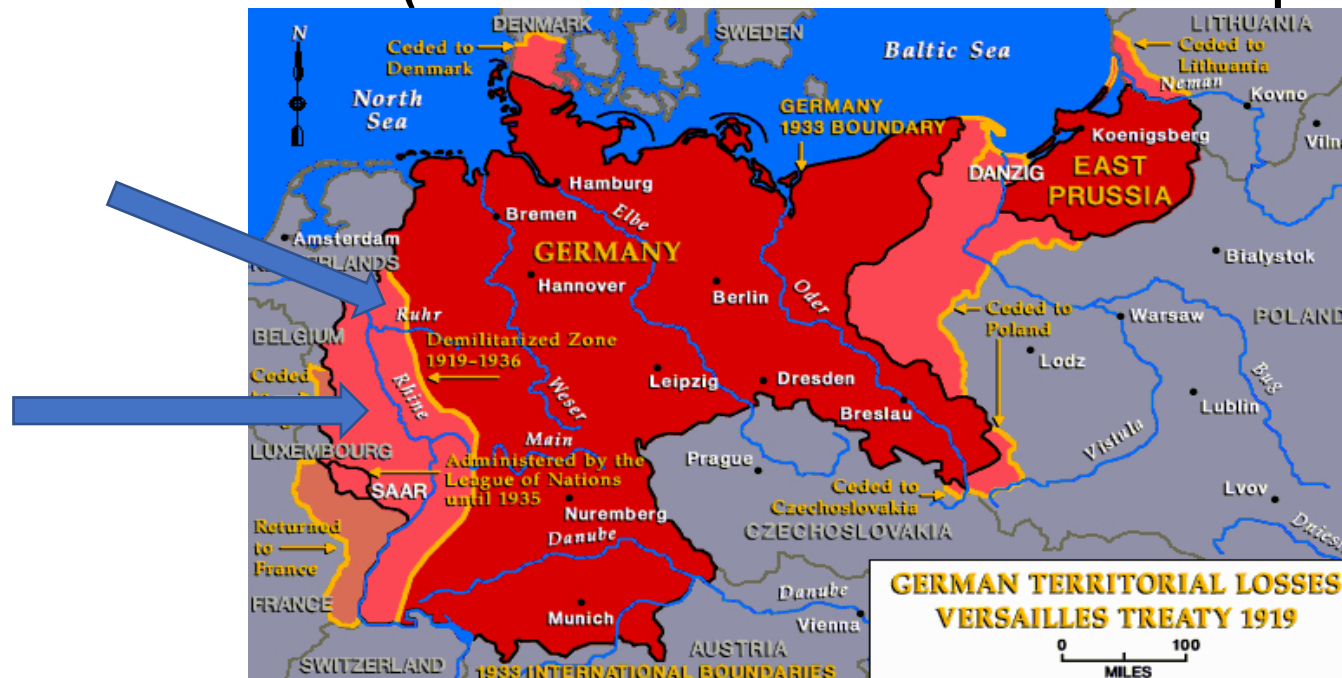 DENMARK
SWEDEN
LITHUANIA
N
Ceded to
Denmark
Baltic Sea
Ceded to
Lithuania
North
Sea
Neman
Kovno
GERMANY
1933 BOUNDARY
Koenigsberg
DANZIG
EAST
PRUSSIA
Hamburg
Bremen
Elbe
Amsterdam
GERMANY
Hannover
Berlin
Oder
Bialystok
Ruhr
BELGIUM
Demilitarized Zone
1919-1936
Ceded to
Poland
Warsaw
POLAND
Lodz
Ceded
Rhine
Weser
Leipzig
Dresden
Breslau
Bug
Lublin
Vistula
LUXEMBOURG
Main
Prague
SAAR
Administered by the
League of Nations
until 1935
Ceded to
Czechoslovakia
CZECHOSLOVAKIA
Lvov
Returned
to
France
Nuremberg
Danube
FRANCE
Munich
Danube
Vienna
AUSTRIA
SWITZERLAND
1933 INTERNATIONAL BOUNDARIES
GERMAN TERRITORIAL LOSSES
VERSAILLES TREATY 1919
0 100
MILES